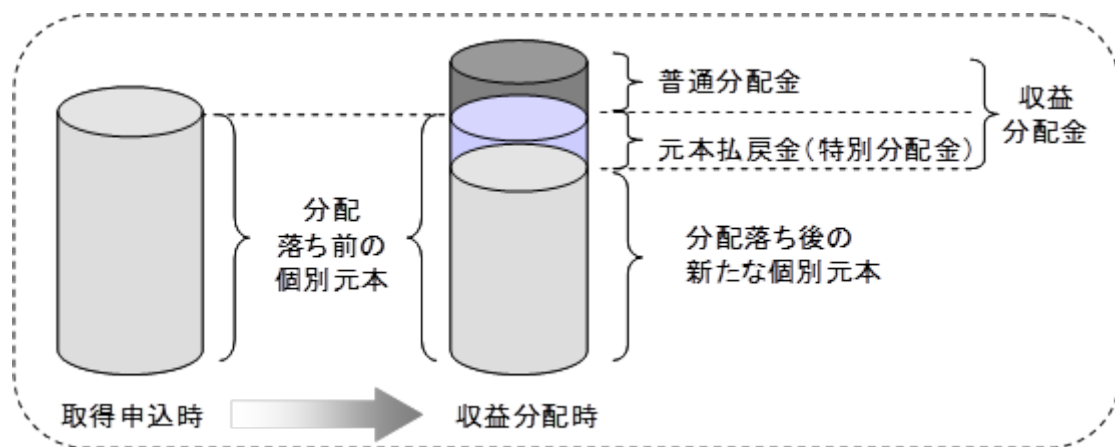 普通分配金
収益
分配金
元本払戻金(特別分配金)
分配
落ち前の
個別元本
分配落ち後の
新たな個別元本
取得申込時
収益分配時